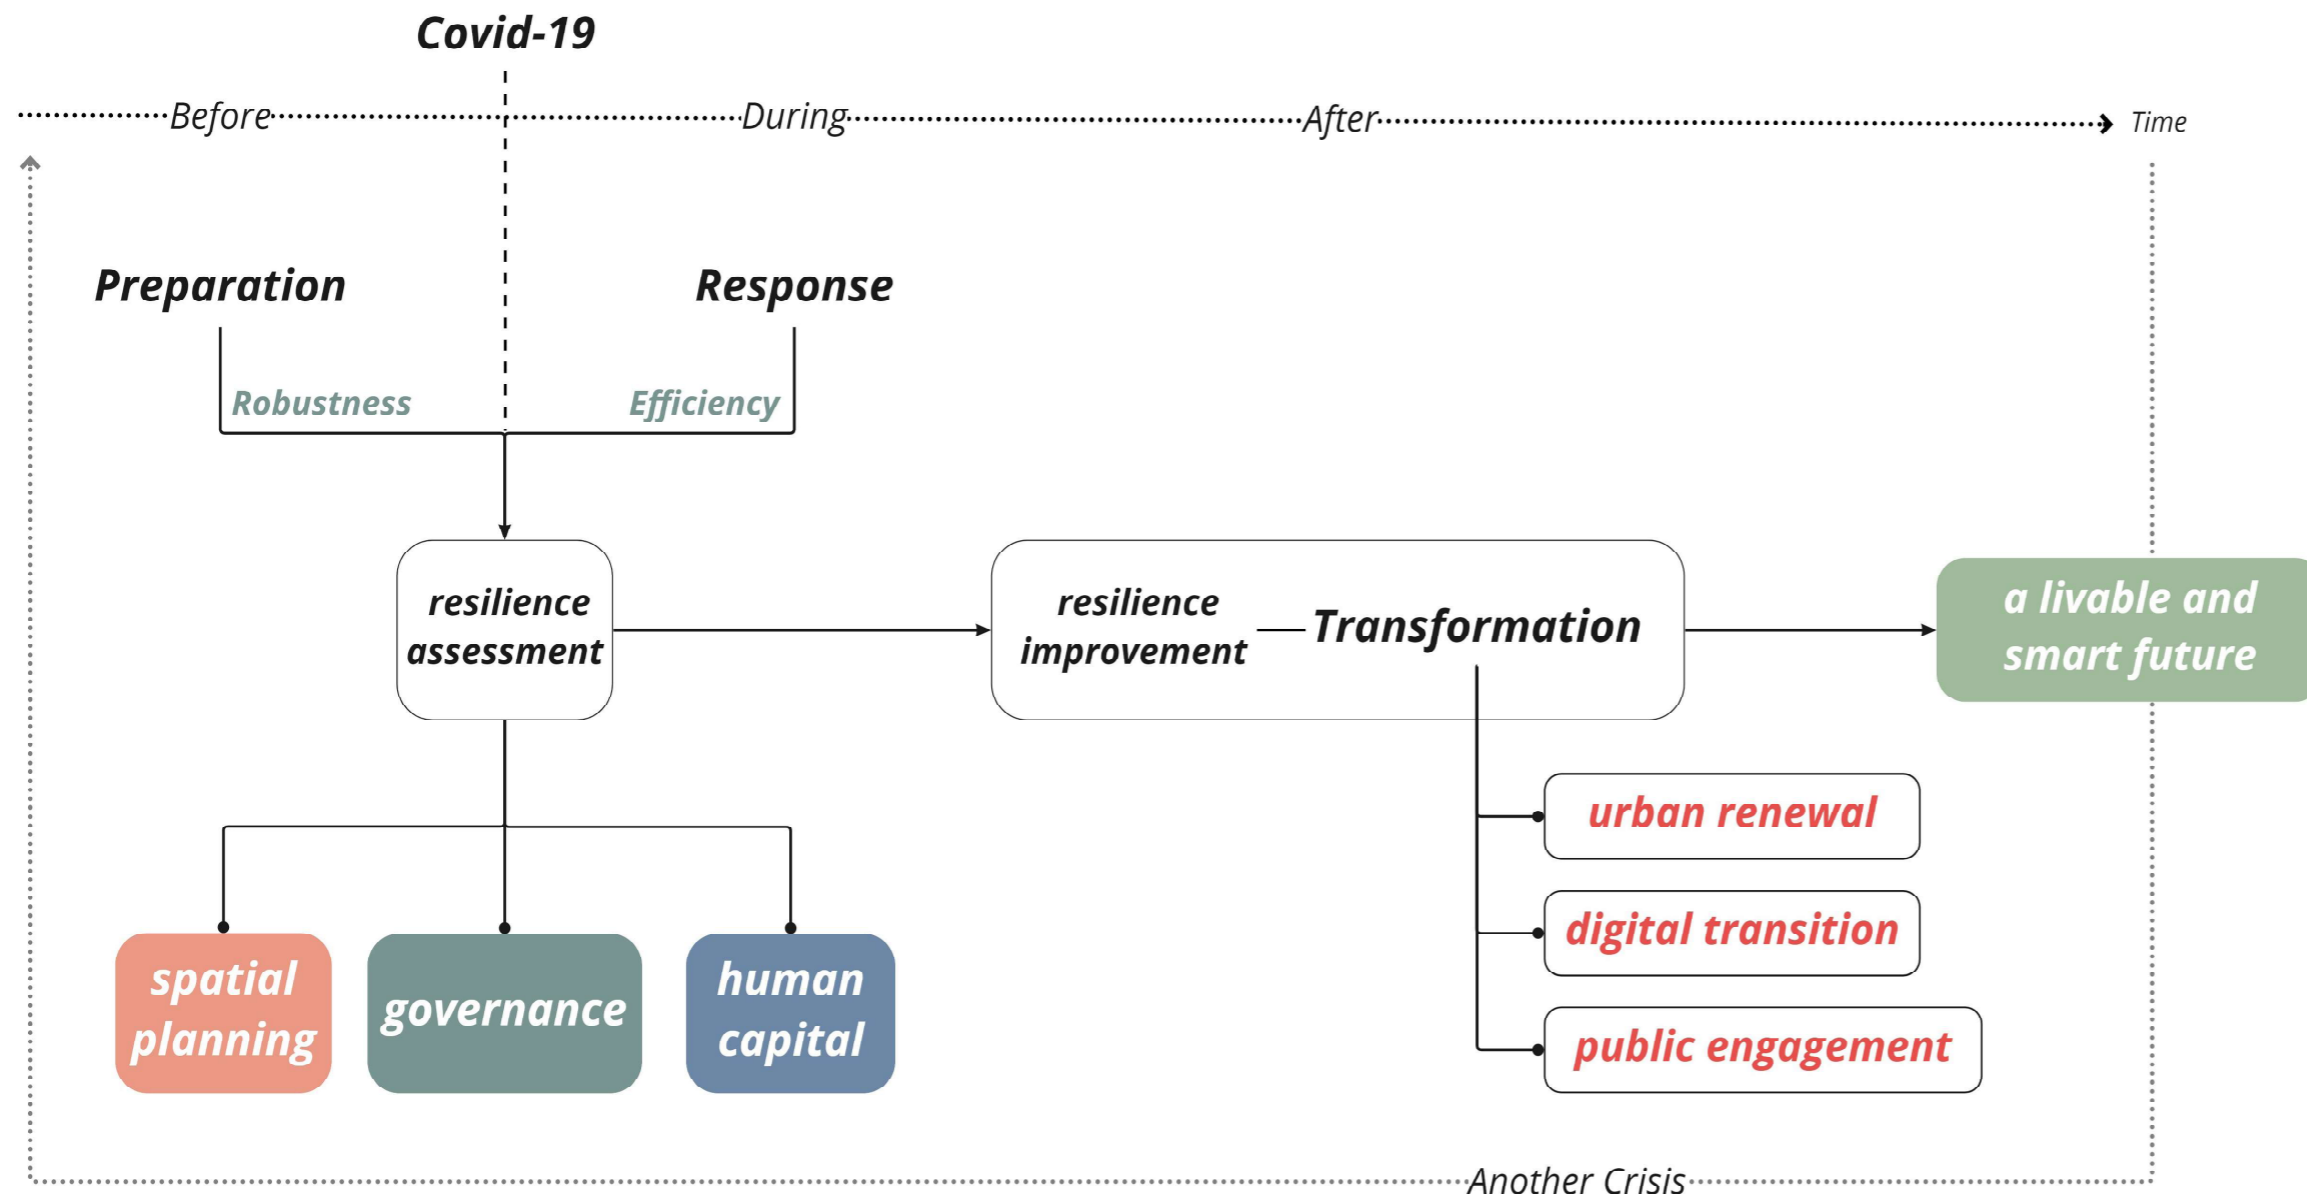 Covid-19
Before
During
After
Time
Preparation
Response
Robustness
Efficiency
resilience
assessment
resilience
improvement
Transformation
a livable and
smart future
urban renewal
digital transition
public engagement
spatial
planning
governance
human
capital
Another Crisis